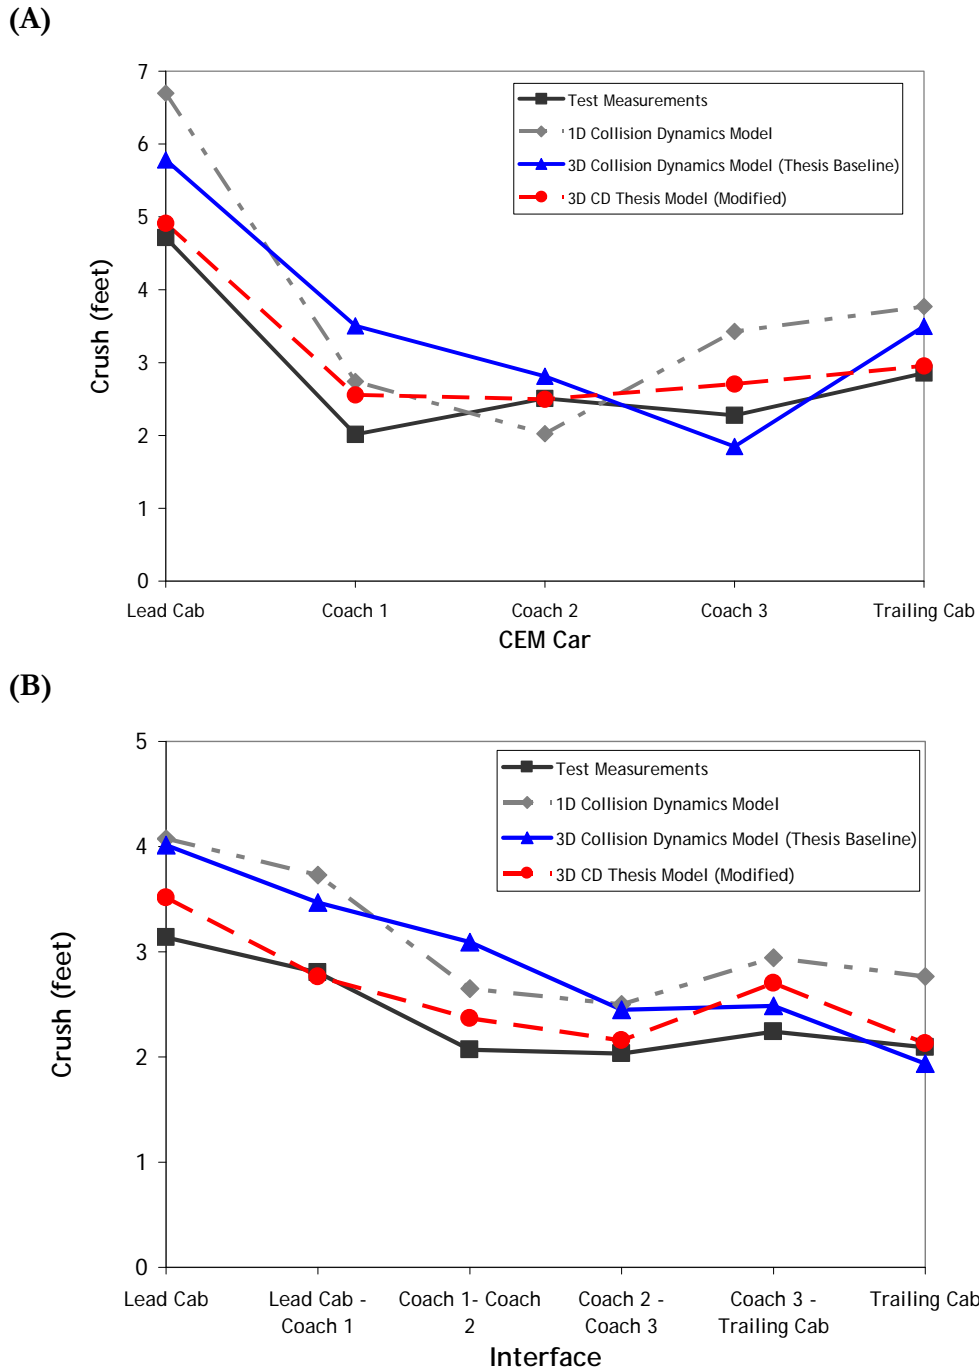 (A)
7
6
5
4
3
2
1
0
Crush (feet)
Test Measurements
1D Collision Dynamics Model
3D Collision Dynamics Model (Thesis Baseline)
3D CD Thesis Model (Modified)
Lead Cab
Coach 1
Coach 2
Coach 3
Trailing Cab
CEM Car
(B)
5
4
3
2
1
0
Crush (feet)
Test Measurements
1D Collision Dynamics Model
3D Collision Dynamics Model (Thesis Baseline)
3D CD Thesis Model (Modified)
Lead Cab
Lead Cab -
Coach 1
Coach 1- Coach
2
Coach 2 -
Coach 3
Coach 3 -
Trailing Cab
Trailing Cab
Interface